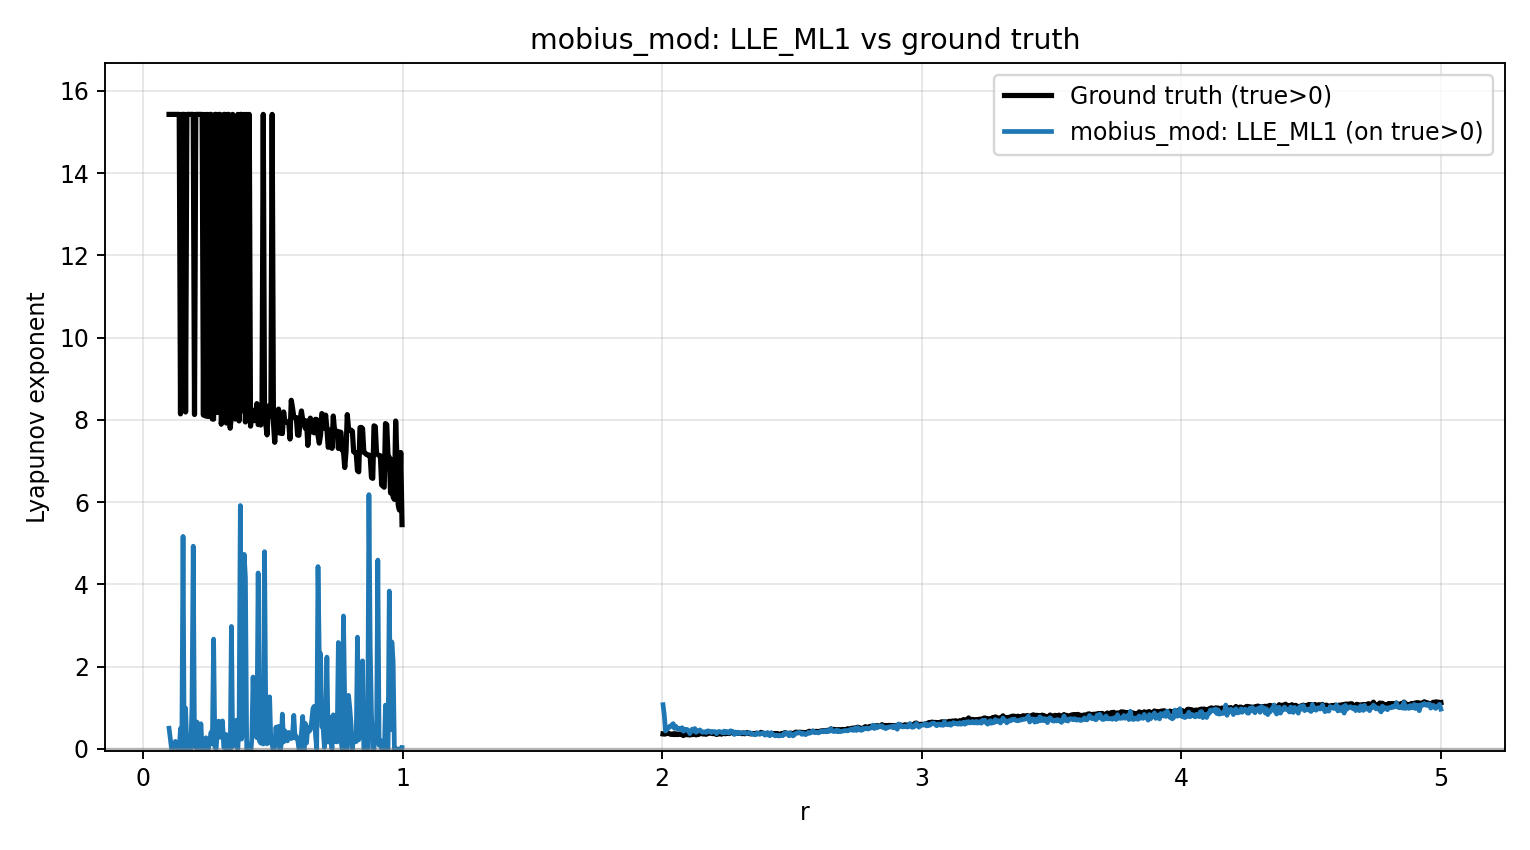 mobius_mod: LLE_ML1 vs ground truth
Ground truth (true>0)
mobius_mod: LLE_ML1 (on true>0)
Lyapunov exponent
16
14
12
10
8
6
4
2
0
0 1 2 3 4 5
r